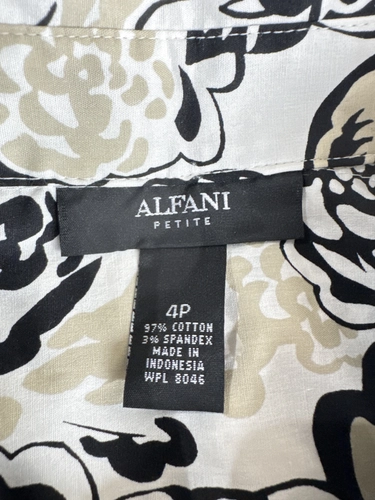 ALFANI
PETITE
4P
97% COTTON
3% SPANDEX
MADE IN
INDONESIA
WPL 8046